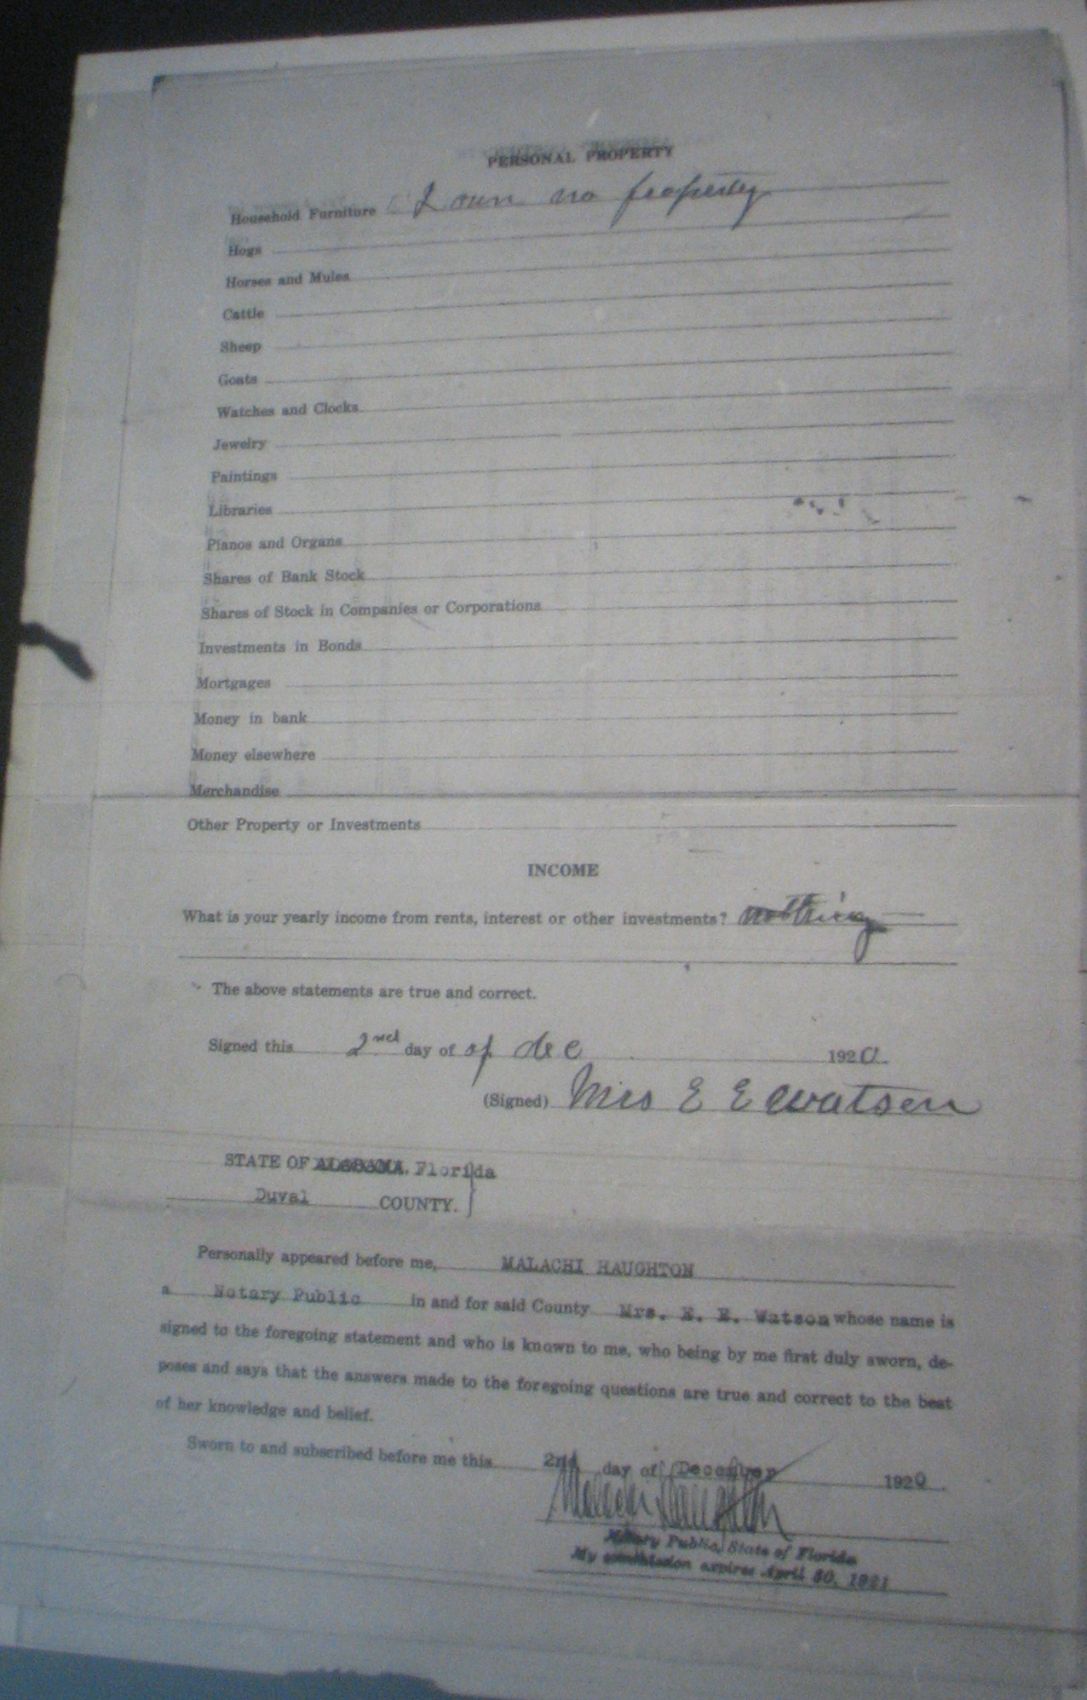 PERSONAL PROPERTY
Household Furniture I own no property
Hogs
Horses and Mules
Cattle
Sheep
Goats
Watches and Clocks
Jewelry
Paintings
Libraries
Pianos and Organs
Shares of Bank Stock
Shares of Stock in Companies or Corporations
Investments in Bonds
Mortgages
Money in bank
Money elsewhere
Merchandise
Other Property or Investments
INCOME
What is your yearly income from rents, interest or other investments? nothing
The above statements are true and correct.
Signed this 2nd day of of dec 1920
(Signed) Mrs E E Watson
STATE OF ALABAMA. Florida
Duval COUNTY.
Personally appeared before me, MALACHI HAUGHTON
a Notary Public in and for said County Mrs. E. E. Watson whose name is
signed to the foregoing statement and who is known to me, who being by me first duly sworn, de-
poses and says that the answers made to the foregoing questions are true and correct to the best
of her knowledge and belief.
Sworn to and subscribed before me this 2nd day of December 1920
Malachi Haughton
Notary Public, State of Florida
My commission expires April 30, 1921